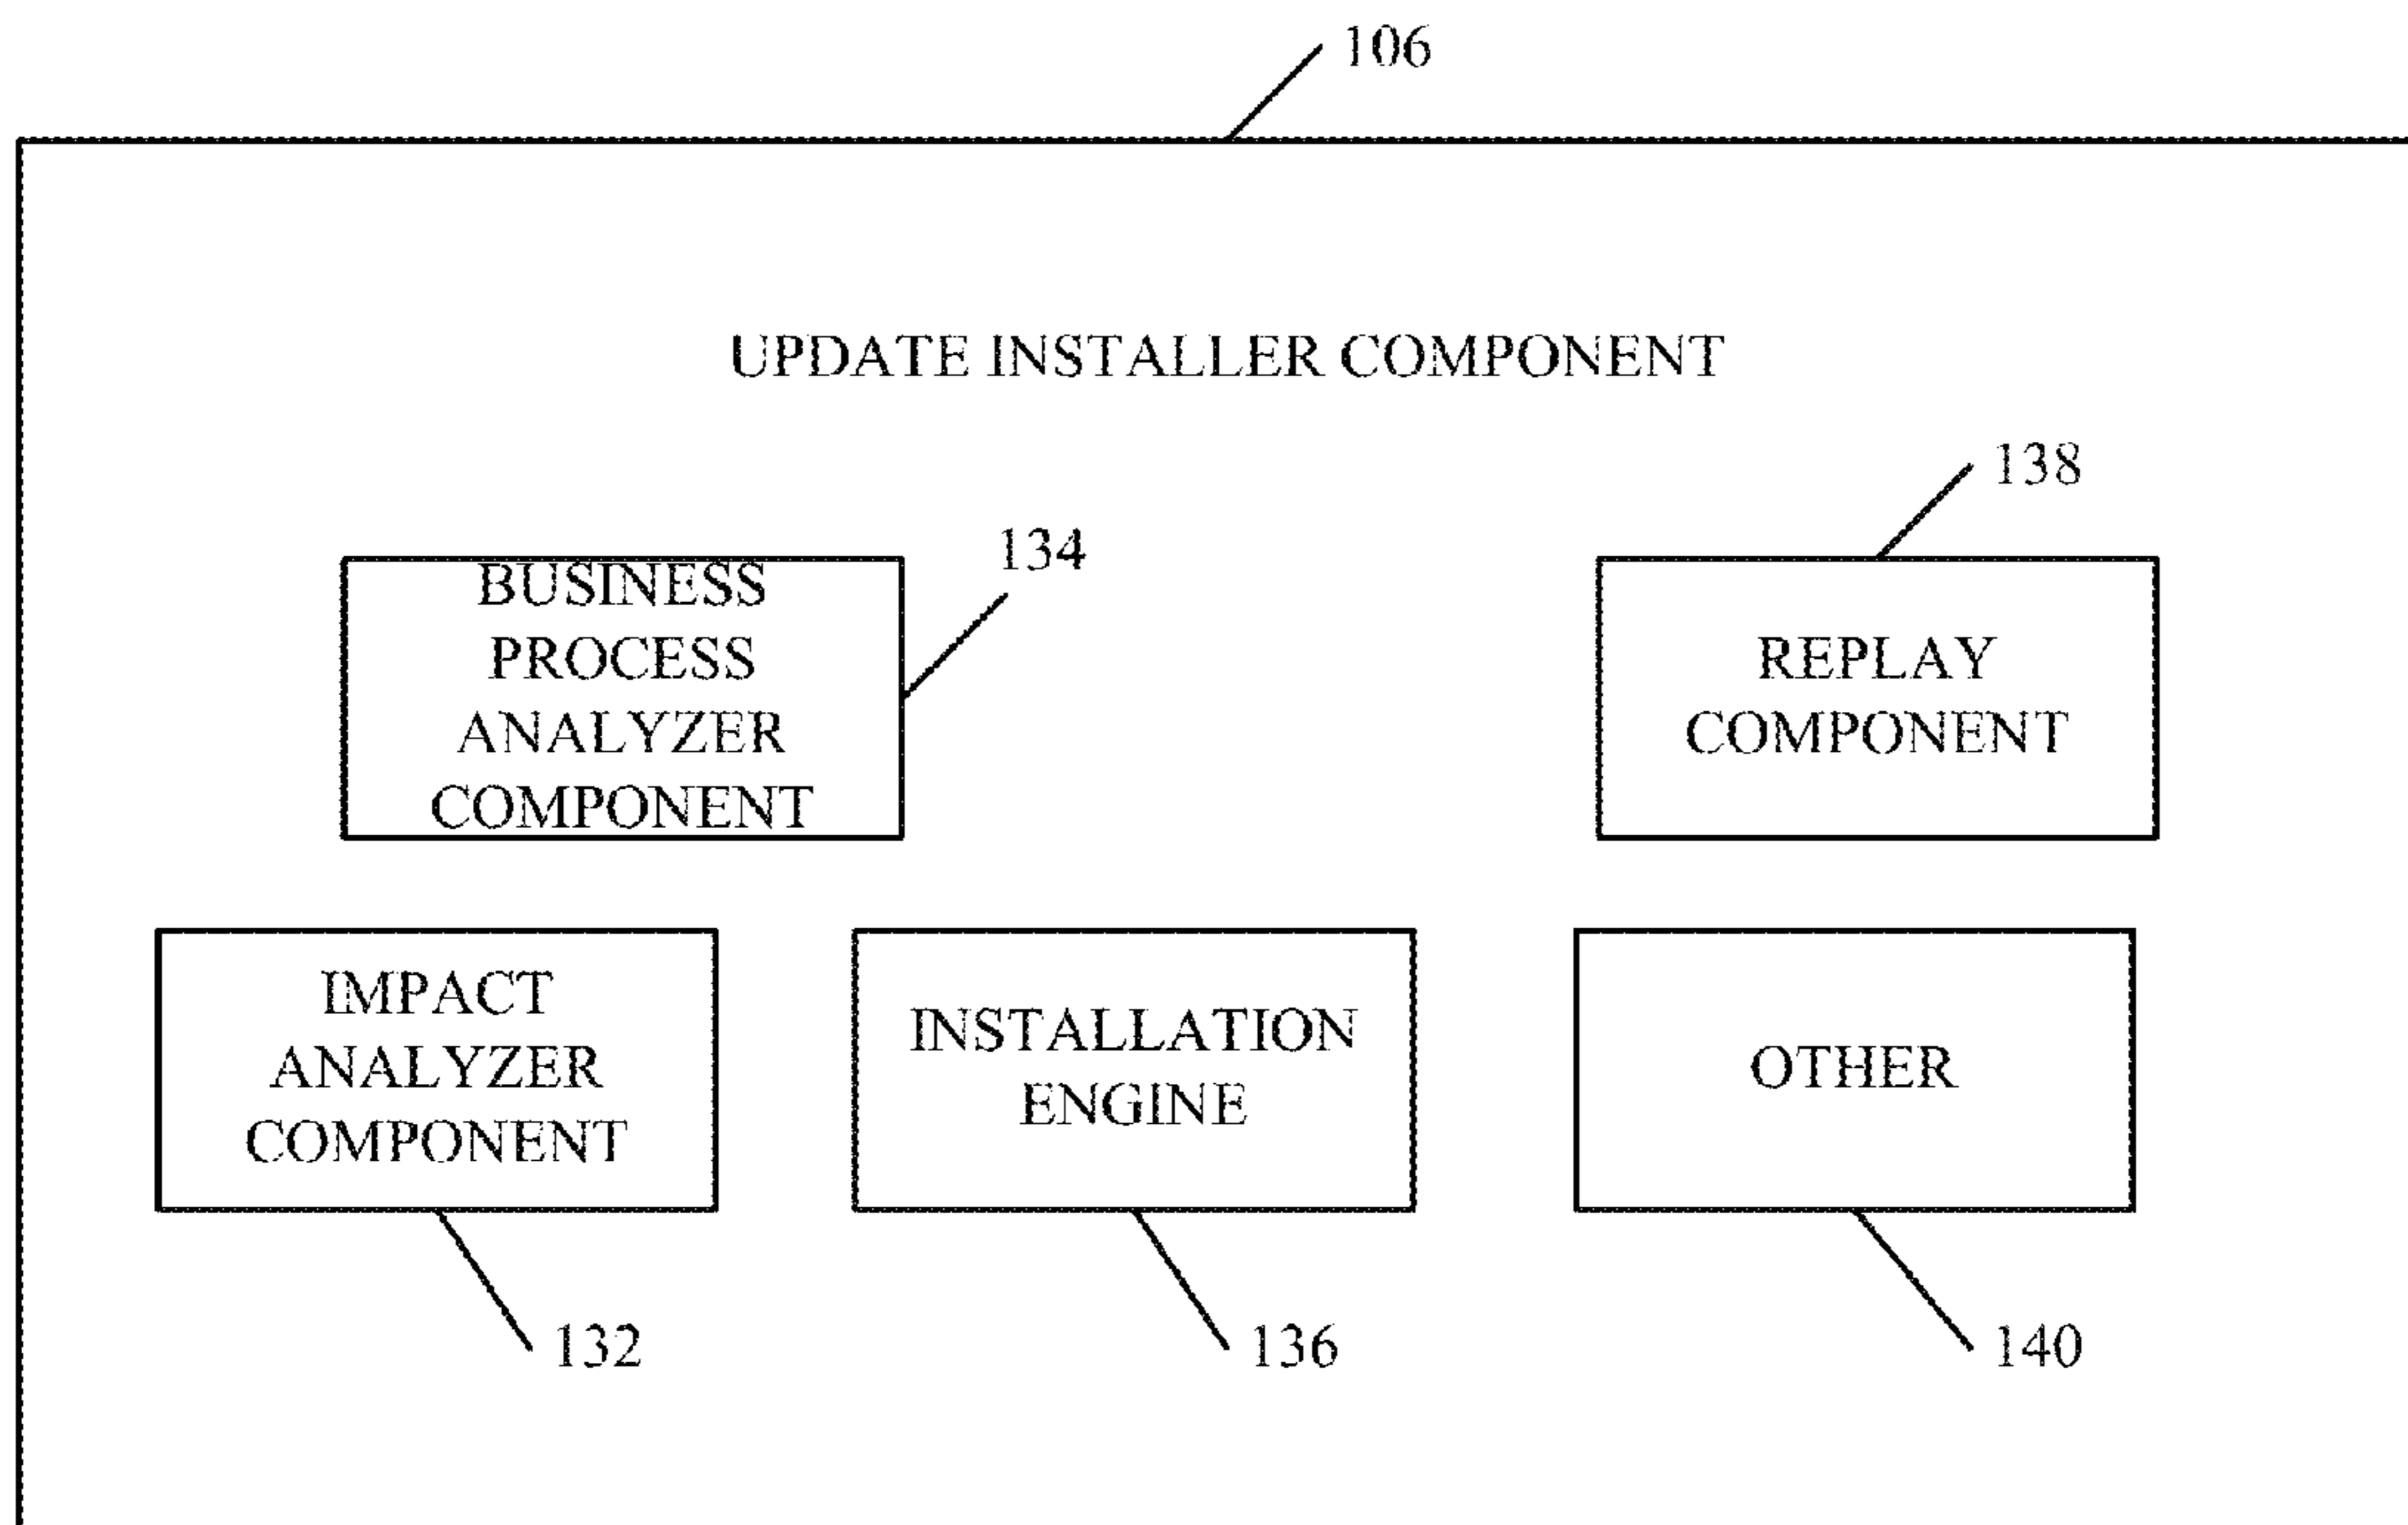 106
UPDATE INSTALLER COMPONENT
138
134
BUSINESS
PROCESS
ANALYZER
COMPONENT
REPLAY
COMPONENT
IMPACT
ANALYZER
COMPONENT
INSTALLATION
ENGINE
OTHER
132
136
140